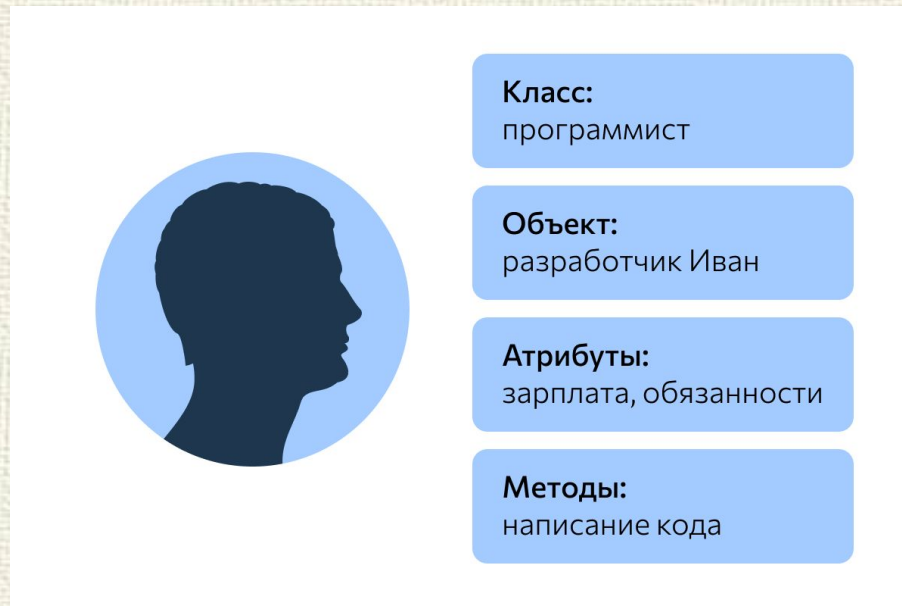 Класс:
программист
Объект:
разработчик Иван
Атрибуты:
зарплата, обязанности
Методы:
написание кода